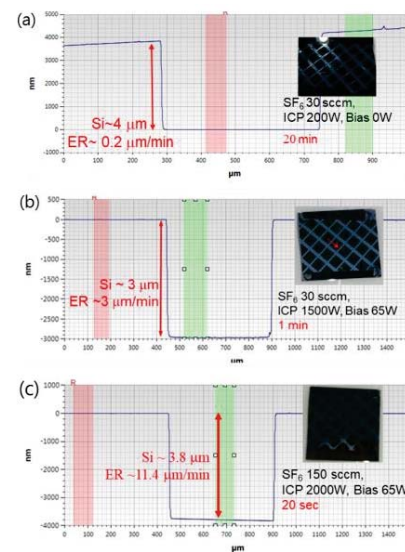 (a)
4000
3000
2000
1000
0
nm
Si~4 μm
ER~ 0.2 μm/min
SF6 30 sccm,
ICP 200W, Bias 0W
20 min
0 100 200 300 400 500 600 700 800 900
μm
(b)
R
500
0
-500
-1000
-1500
-2000
-2500
-3000
nm
Si ~ 3 μm
ER ~3 μm/min
SF6 30 sccm,
ICP 1500W, Bias 65W
1 min
0 100 200 300 400 500 600 700 800 900 1000 1100 1200 1300 1400
μm
(c)
R
1000
0
-1000
-2000
-3000
-4000
nm
Si ~ 3.8 μm
ER ~11.4 μm/min
SF6 150 sccm,
ICP 2000W, Bias 65W
20 sec
0 100 200 300 400 500 600 700 800 900 1000 1100 1200 1300 1400
μm